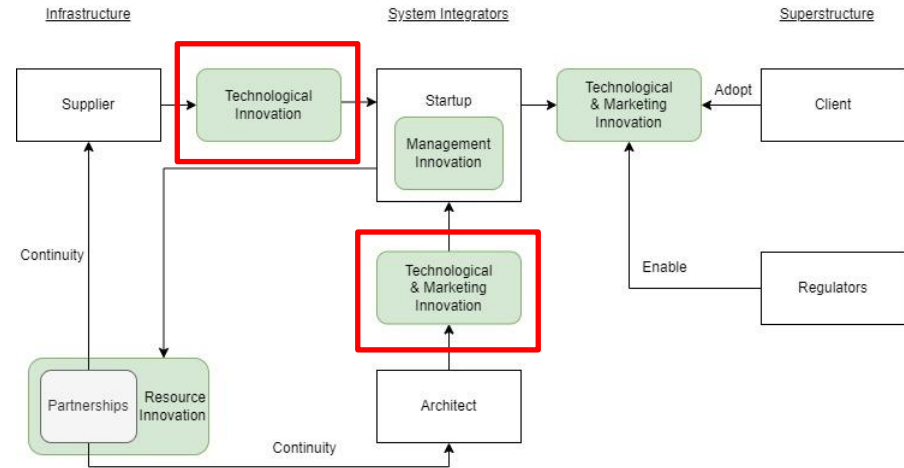 Infrastructure
System Integrators
Superstructure
Supplier
Technological
Innovation
Startup
Management
Innovation
Technological
& Marketing
Innovation
Adopt
Client
Continuity
Technological
& Marketing
Innovation
Enable
Regulators
Partnerships
Resource
Innovation
Architect
Continuity